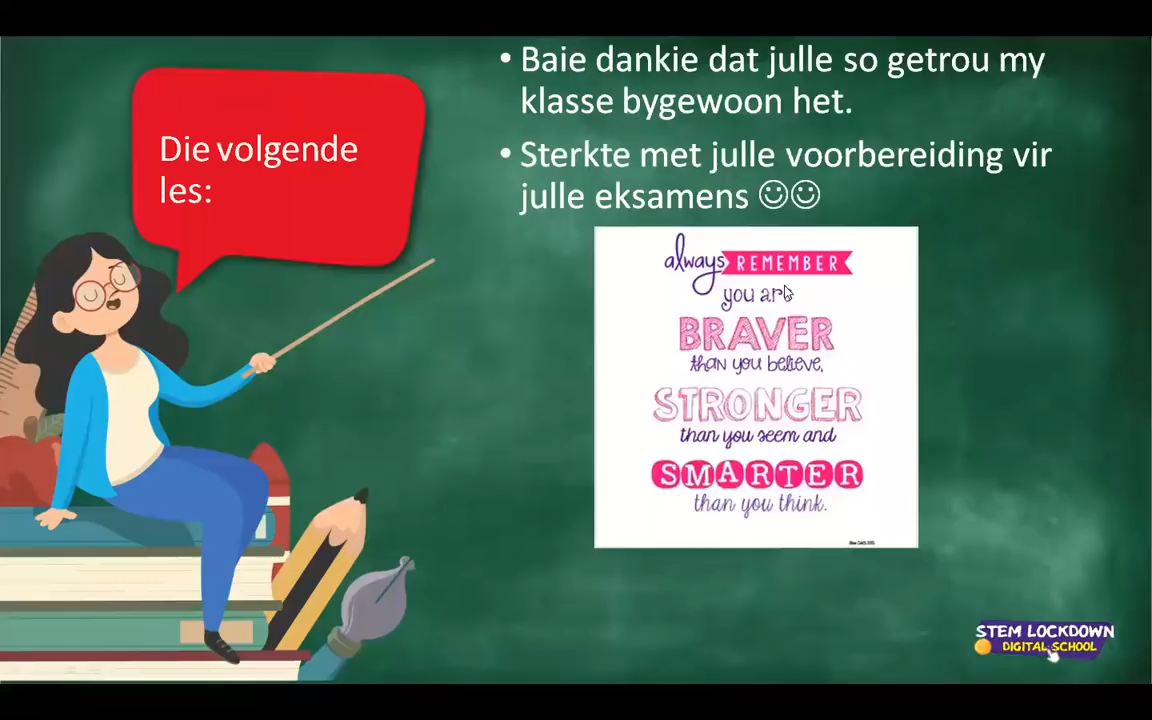 Die volgende
les:
• Baie dankie dat julle so getrou my
klasse bygewoon het.
• Sterkte met julle voorbereiding vir
julle eksamens ☺☺
always REMEMBER
you are
BRAVER
than you believe,
STRONGER
than you seem and
SMARTER
than you think.
STEM LOCKDOWN
DIGITAL SCHOOL